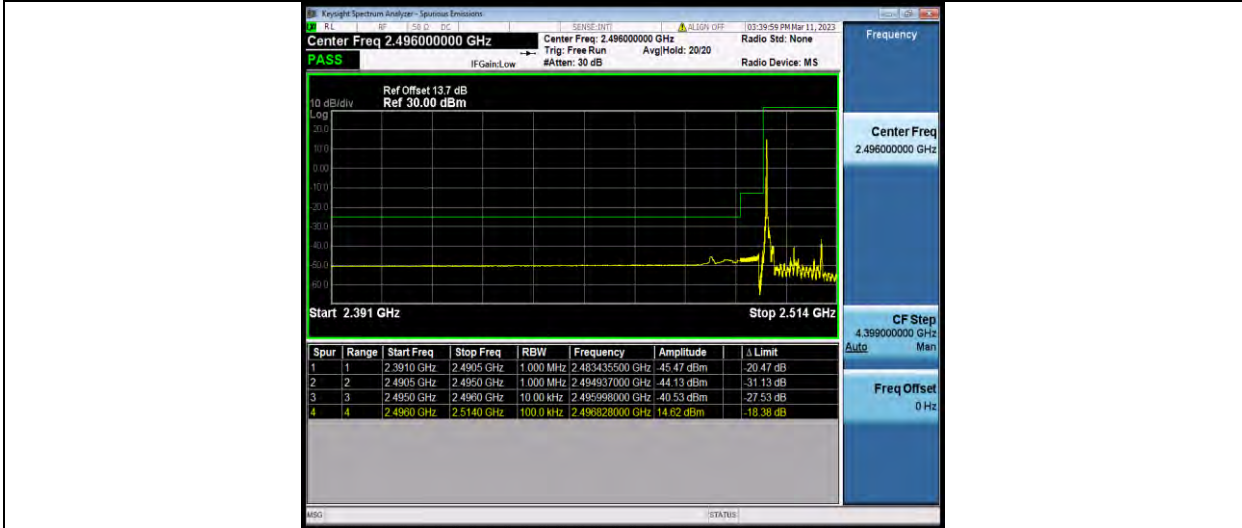 Keysight Spectrum Analyzer - Spurious Emissions
RL RF 50 Ω DC SENSE:INT ALIGN OFF 03:39:59 PM Mar 11, 2023
Center Freq 2.496000000 GHz Center Freq: 2.496000000 GHz Radio Std: None Frequency
Trig: Free Run Avg|Hold: 20/20
PASS IFGain:Low #Atten: 30 dB Radio Device: MS
Ref Offset 13.7 dB
10 dB/div Ref 30.00 dBm
Log
20.0
10.0
0.00
-10.0
-20.0
-30.0
-40.0
-50.0
-60.0
Start 2.391 GHz Stop 2.514 GHz
Center Freq
2.496000000 GHz
CF Step
4.399000000 GHz
Auto Man
Freq Offset
0 Hz
Spur Range Start Freq Stop Freq RBW Frequency Amplitude Δ Limit
1 1 2.3910 GHz 2.4905 GHz 1.000 MHz 2.483435500 GHz -45.47 dBm -20.47 dB
2 2 2.4905 GHz 2.4950 GHz 1.000 MHz 2.494937000 GHz -44.13 dBm -31.13 dB
3 3 2.4950 GHz 2.4960 GHz 10.00 kHz 2.495998000 GHz -40.53 dBm -27.53 dB
4 4 2.4960 GHz 2.5140 GHz 100.0 kHz 2.496828000 GHz 14.62 dBm -18.38 dB
MSG STATUS